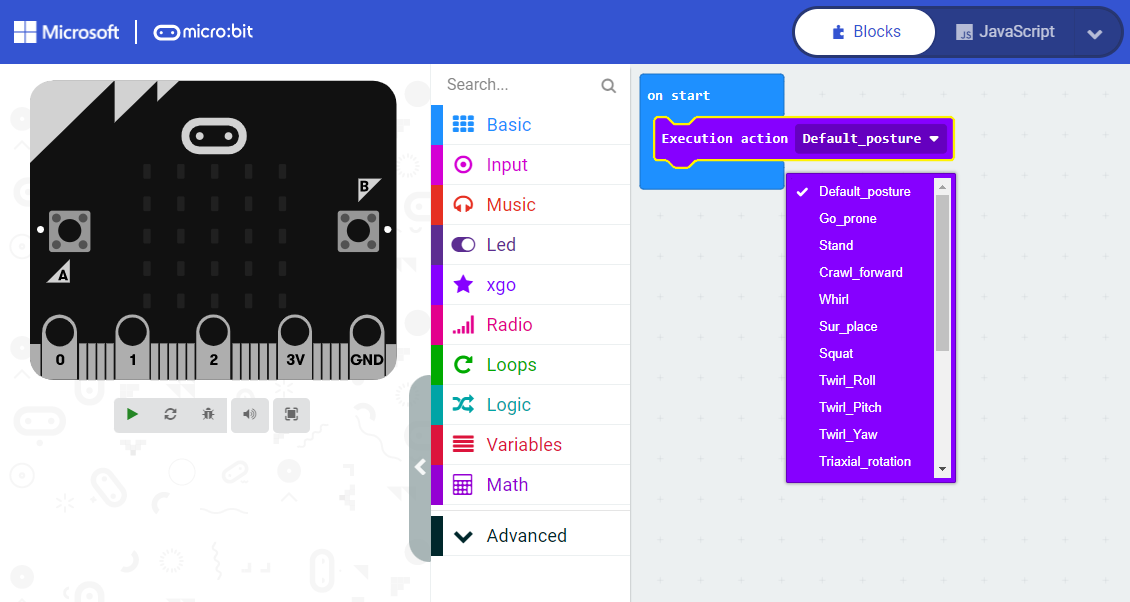 Microsoft micro:bit
Blocks
JS JavaScript
B
A
0 1 2 3V GND
Search...
Basic
Input
Music
Led
xgo
Radio
Loops
Logic
Variables
Math
Advanced
on start
Execution action Default_posture
Default_posture
Go_prone
Stand
Crawl_forward
Whirl
Sur_place
Squat
Twirl_Roll
Twirl_Pitch
Twirl_Yaw
Triaxial_rotation